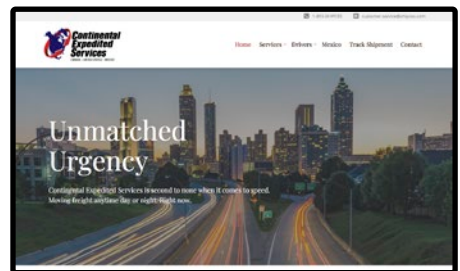 Continental
Expedited
Services
Home Services Drivers Mexico Track Shipment Contact
Unmatched
Urgency
Continental Expedited Services is second to none when it comes to speed.
Moving freight anytime day or night. Right now.